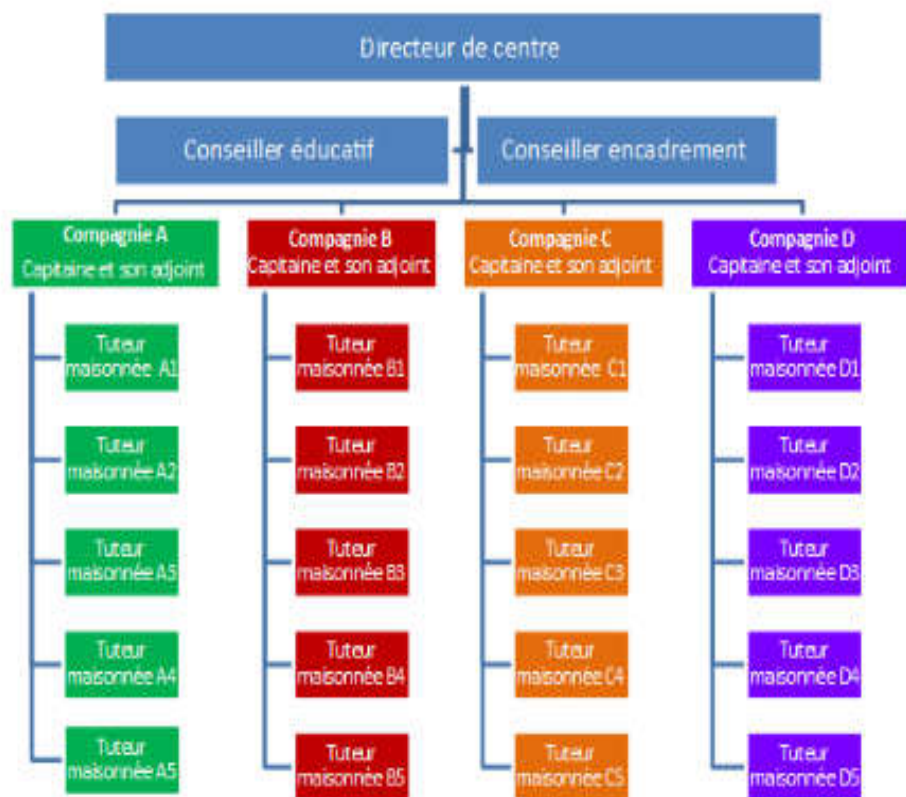 Directeur de centre
Conseiller éducatif
Conseiller encadrement
Compagnie A
Capitaine et son adjoint
Tuteur
maisonnée A1
Tuteur
maisonnée A2
Tuteur
maisonnée A3
Tuteur
maisonnée A4
Tuteur
maisonnée A5
Compagnie B
Capitaine et son adjoint
Tuteur
maisonnée B1
Tuteur
maisonnée B2
Tuteur
maisonnée B3
Tuteur
maisonnée B4
Tuteur
maisonnée B5
Compagnie C
Capitaine et son adjoint
Tuteur
maisonnée C1
Tuteur
maisonnée C2
Tuteur
maisonnée C3
Tuteur
maisonnée C4
Tuteur
maisonnée C5
Compagnie D
Capitaine et son adjoint
Tuteur
maisonnée D1
Tuteur
maisonnée D2
Tuteur
maisonnée D3
Tuteur
maisonnée D4
Tuteur
maisonnée D5